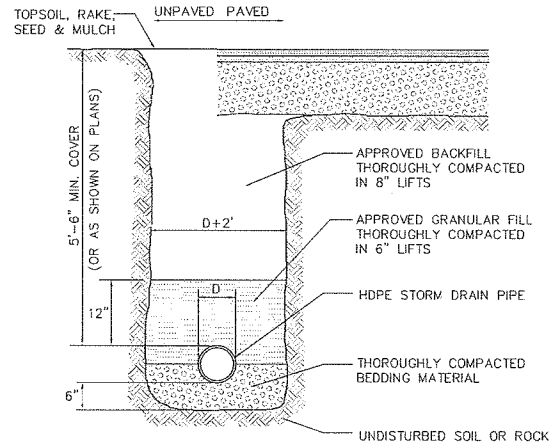 TOPSOIL, RAKE,
SEED & MULCH
UNPAVED PAVED
5'-6" MIN. COVER
(OR AS SHOWN ON PLANS)
APPROVED BACKFILL
THOROUGHLY COMPACTED
IN 8" LIFTS
D+2'
APPROVED GRANULAR FILL
THOROUGHLY COMPACTED
IN 6" LIFTS
D
12"
HDPE STORM DRAIN PIPE
THOROUGHLY COMPACTED
BEDDING MATERIAL
6"
UNDISTURBED SOIL OR ROCK